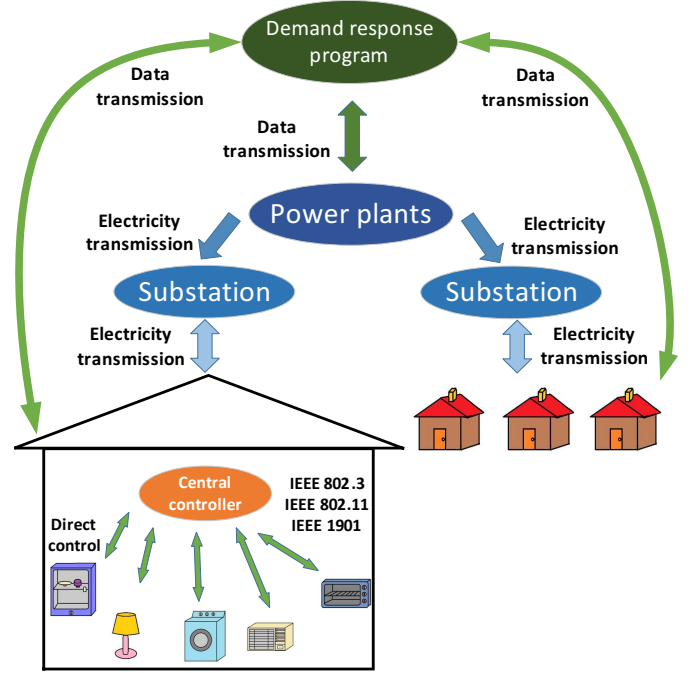 Demand response
program
Data
transmission
Data
transmission
Data
transmission
Power plants
Electricity
transmission
Electricity
transmission
Substation
Substation
Electricity
transmission
Electricity
transmission
Central
controller
IEEE 802.3
IEEE 802.11
IEEE 1901
Direct
control